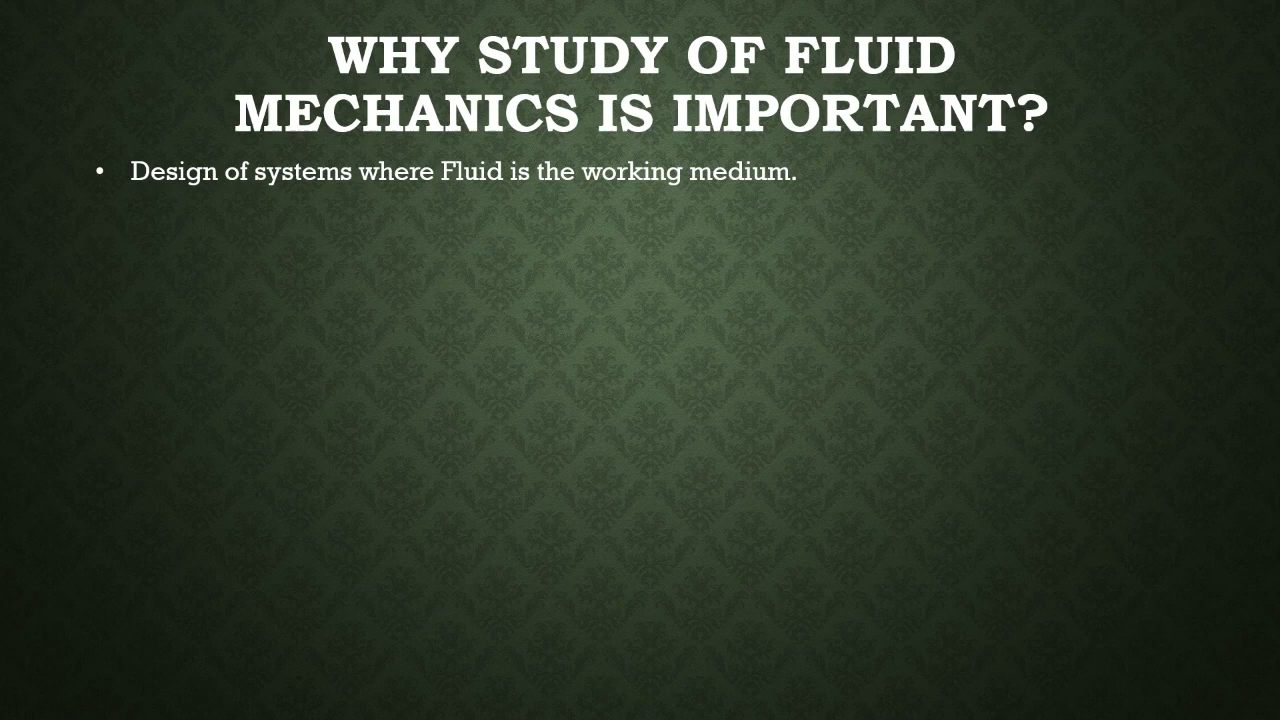 WHY STUDY OF FLUID
MECHANICS IS IMPORTANT?
• Design of systems where Fluid is the working medium.